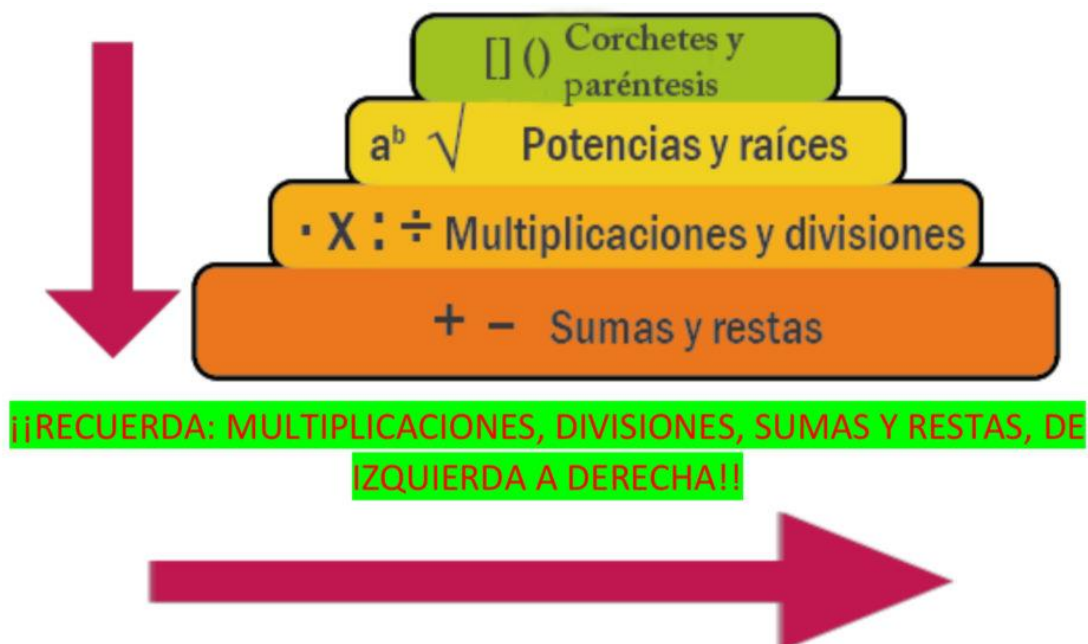 [] () Corchetes y
paréntesis
aᵇ √ Potencias y raíces
· x : ÷ Multiplicaciones y divisiones
+ − Sumas y restas
¡¡RECUERDA: MULTIPLICACIONES, DIVISIONES, SUMAS Y RESTAS, DE
IZQUIERDA A DERECHA!!